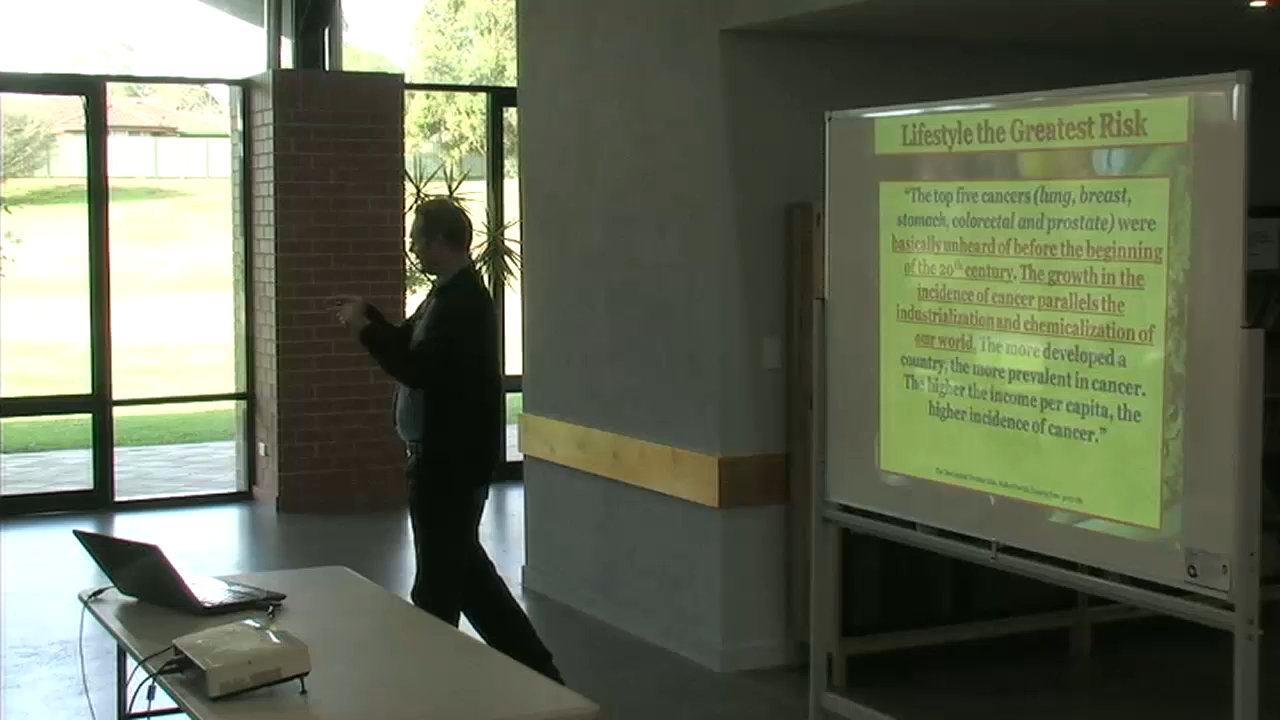 Lifestyle the Greatest Risk
“The top five cancers (lung, breast,
stomach, colorectal and prostate) were
basically unheard of before the beginning
of the 20th century. The growth in the
incidence of cancer parallels the
industrialization and chemicalization of
our world. The more developed a
country, the more prevalent in cancer.
The higher the income per capita, the
higher incidence of cancer.”